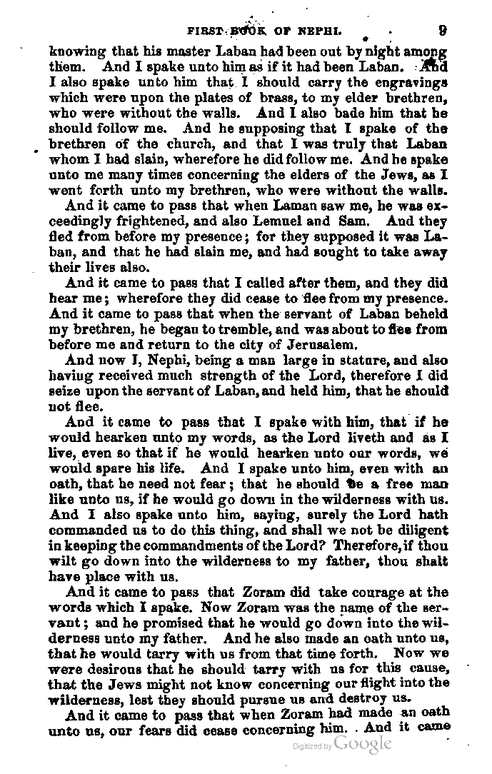 FIRST BOOK OF NEPHI. 9
knowing that his master Laban had been out by night among
them. And I spake unto him as if it had been Laban. And
I also spake unto him that I should carry the engravings
which were upon the plates of brass, to my elder brethren,
who were without the walls. And I also bade him that he
should follow me. And he supposing that I spake of the
brethren of the church, and that I was truly that Laban
whom I had slain, wherefore he did follow me. And he spake
unto me many times concerning the elders of the Jews, as I
went forth unto my brethren, who were without the walls.
And it came to pass that when Laman saw me, he was ex-
ceedingly frightened, and also Lemuel and Sam. And they
fled from before my presence; for they supposed it was La-
ban, and that he had slain me, and had sought to take away
their lives also.
And it came to pass that I called after them, and they did
hear me; wherefore they did cease to flee from my presence.
And it came to pass that when the servant of Laban beheld
my brethren, he began to tremble, and was about to flee from
before me and return to the city of Jerusalem.
And now I, Nephi, being a man large in stature, and also
having received much strength of the Lord, therefore I did
seize upon the servant of Laban, and held him, that he should
not flee.
And it came to pass that I spake with him, that if he
would hearken unto my words, as the Lord liveth and as I
live, even so that if he would hearken unto our words, we
would spare his life. And I spake unto him, even with an
oath, that he need not fear; that he should be a free man
like unto us, if he would go down in the wilderness with us.
And I also spake unto him, saying, surely the Lord hath
commanded us to do this thing, and shall we not be diligent
in keeping the commandments of the Lord? Therefore, if thou
wilt go down into the wilderness to my father, thou shalt
have place with us.
And it came to pass that Zoram did take courage at the
words which I spake. Now Zoram was the name of the ser-
vant; and he promised that he would go down into the wil-
derness unto my father. And he also made an oath unto us,
that he would tarry with us from that time forth. Now we
were desirous that he should tarry with us for this cause,
that the Jews might not know concerning our flight into the
wilderness, lest they should pursue us and destroy us.
And it came to pass that when Zoram had made an oath
unto us, our fears did cease concerning him. And it came
Digitized by Google